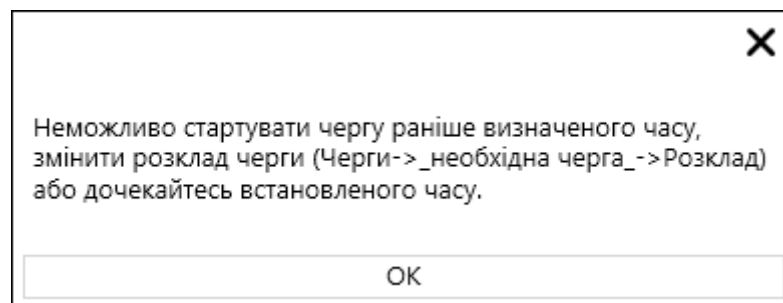 Неможливо стартувати чергу раніше визначеного часу,
змінити розклад черги (Черги->_необхідна черга_->Розклад)
або дочекайтесь встановленого часу.
OK